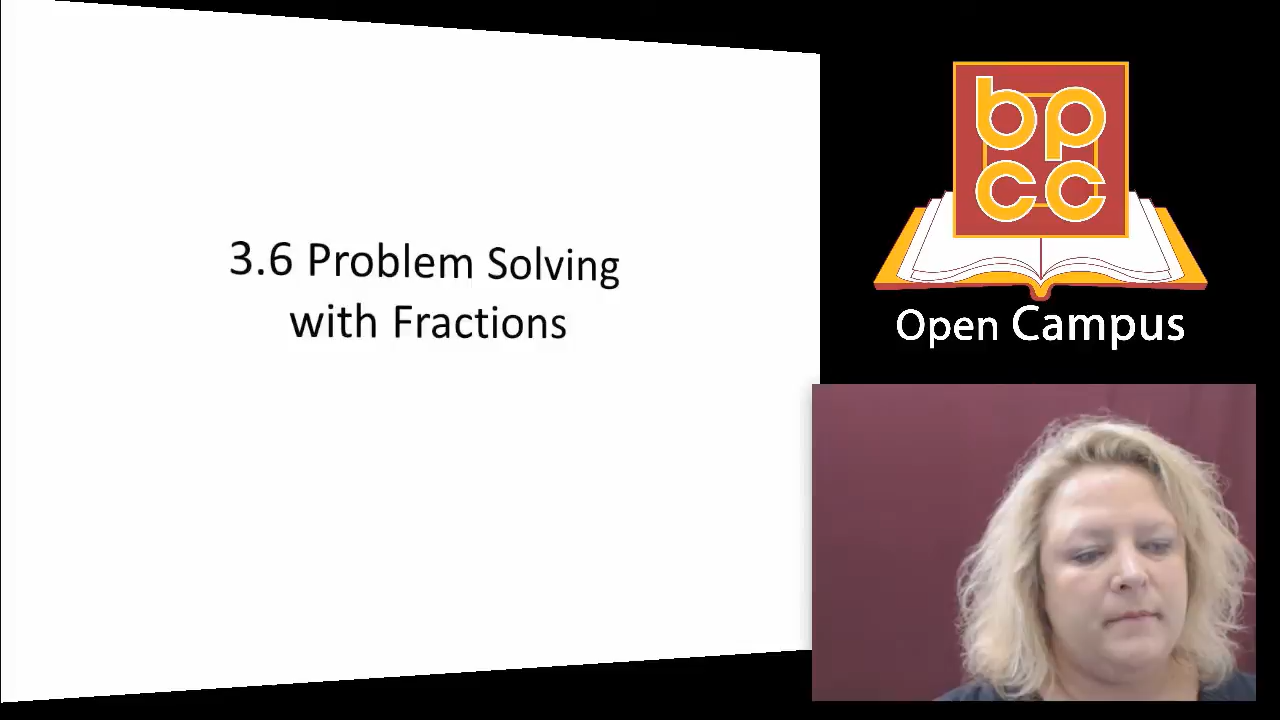 3.6 Problem Solving
with Fractions
bp
cc
Open Campus